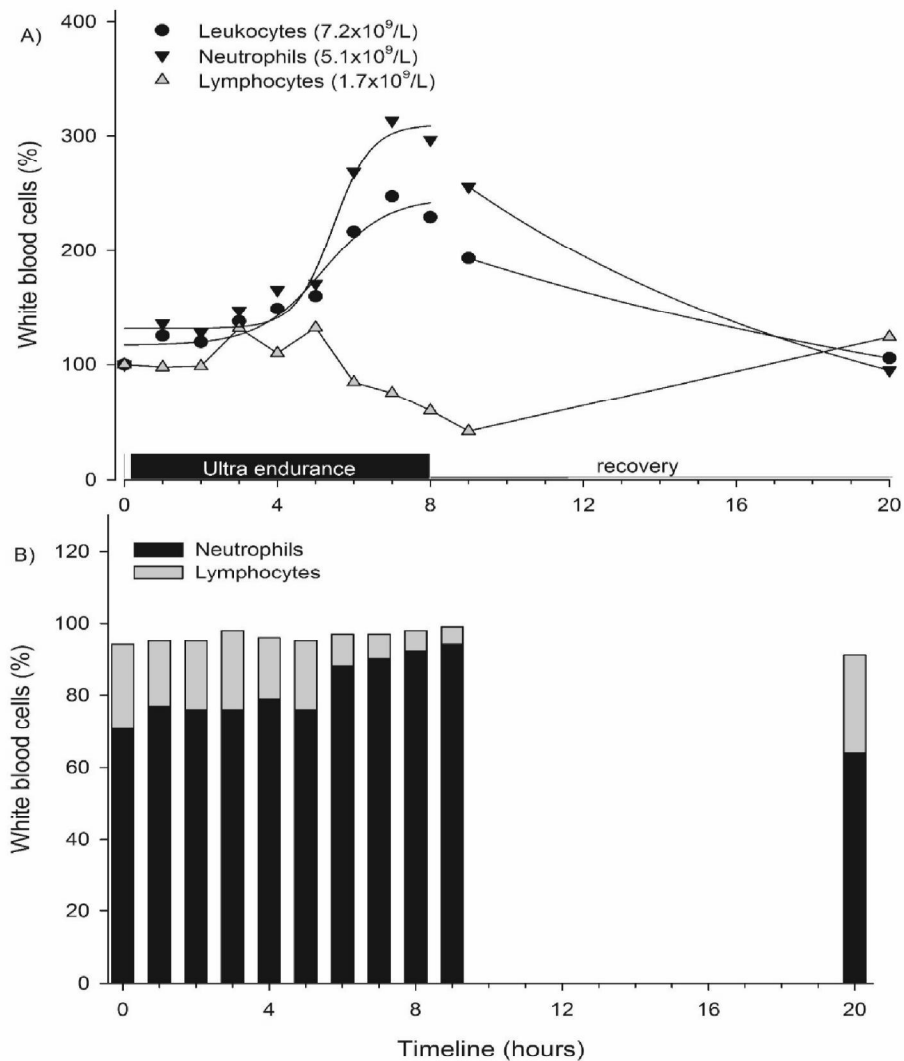 A)
400
300
200
100
0
White blood cells (%)
Leukocytes (7.2x10⁹/L)
Neutrophils (5.1x10⁹/L)
Lymphocytes (1.7x10⁹/L)
Ultra endurance
recovery
0 4 8 12 16 20
B)
120
100
80
60
40
20
0
White blood cells (%)
Neutrophils
Lymphocytes
0 4 8 12 16 20
Timeline (hours)